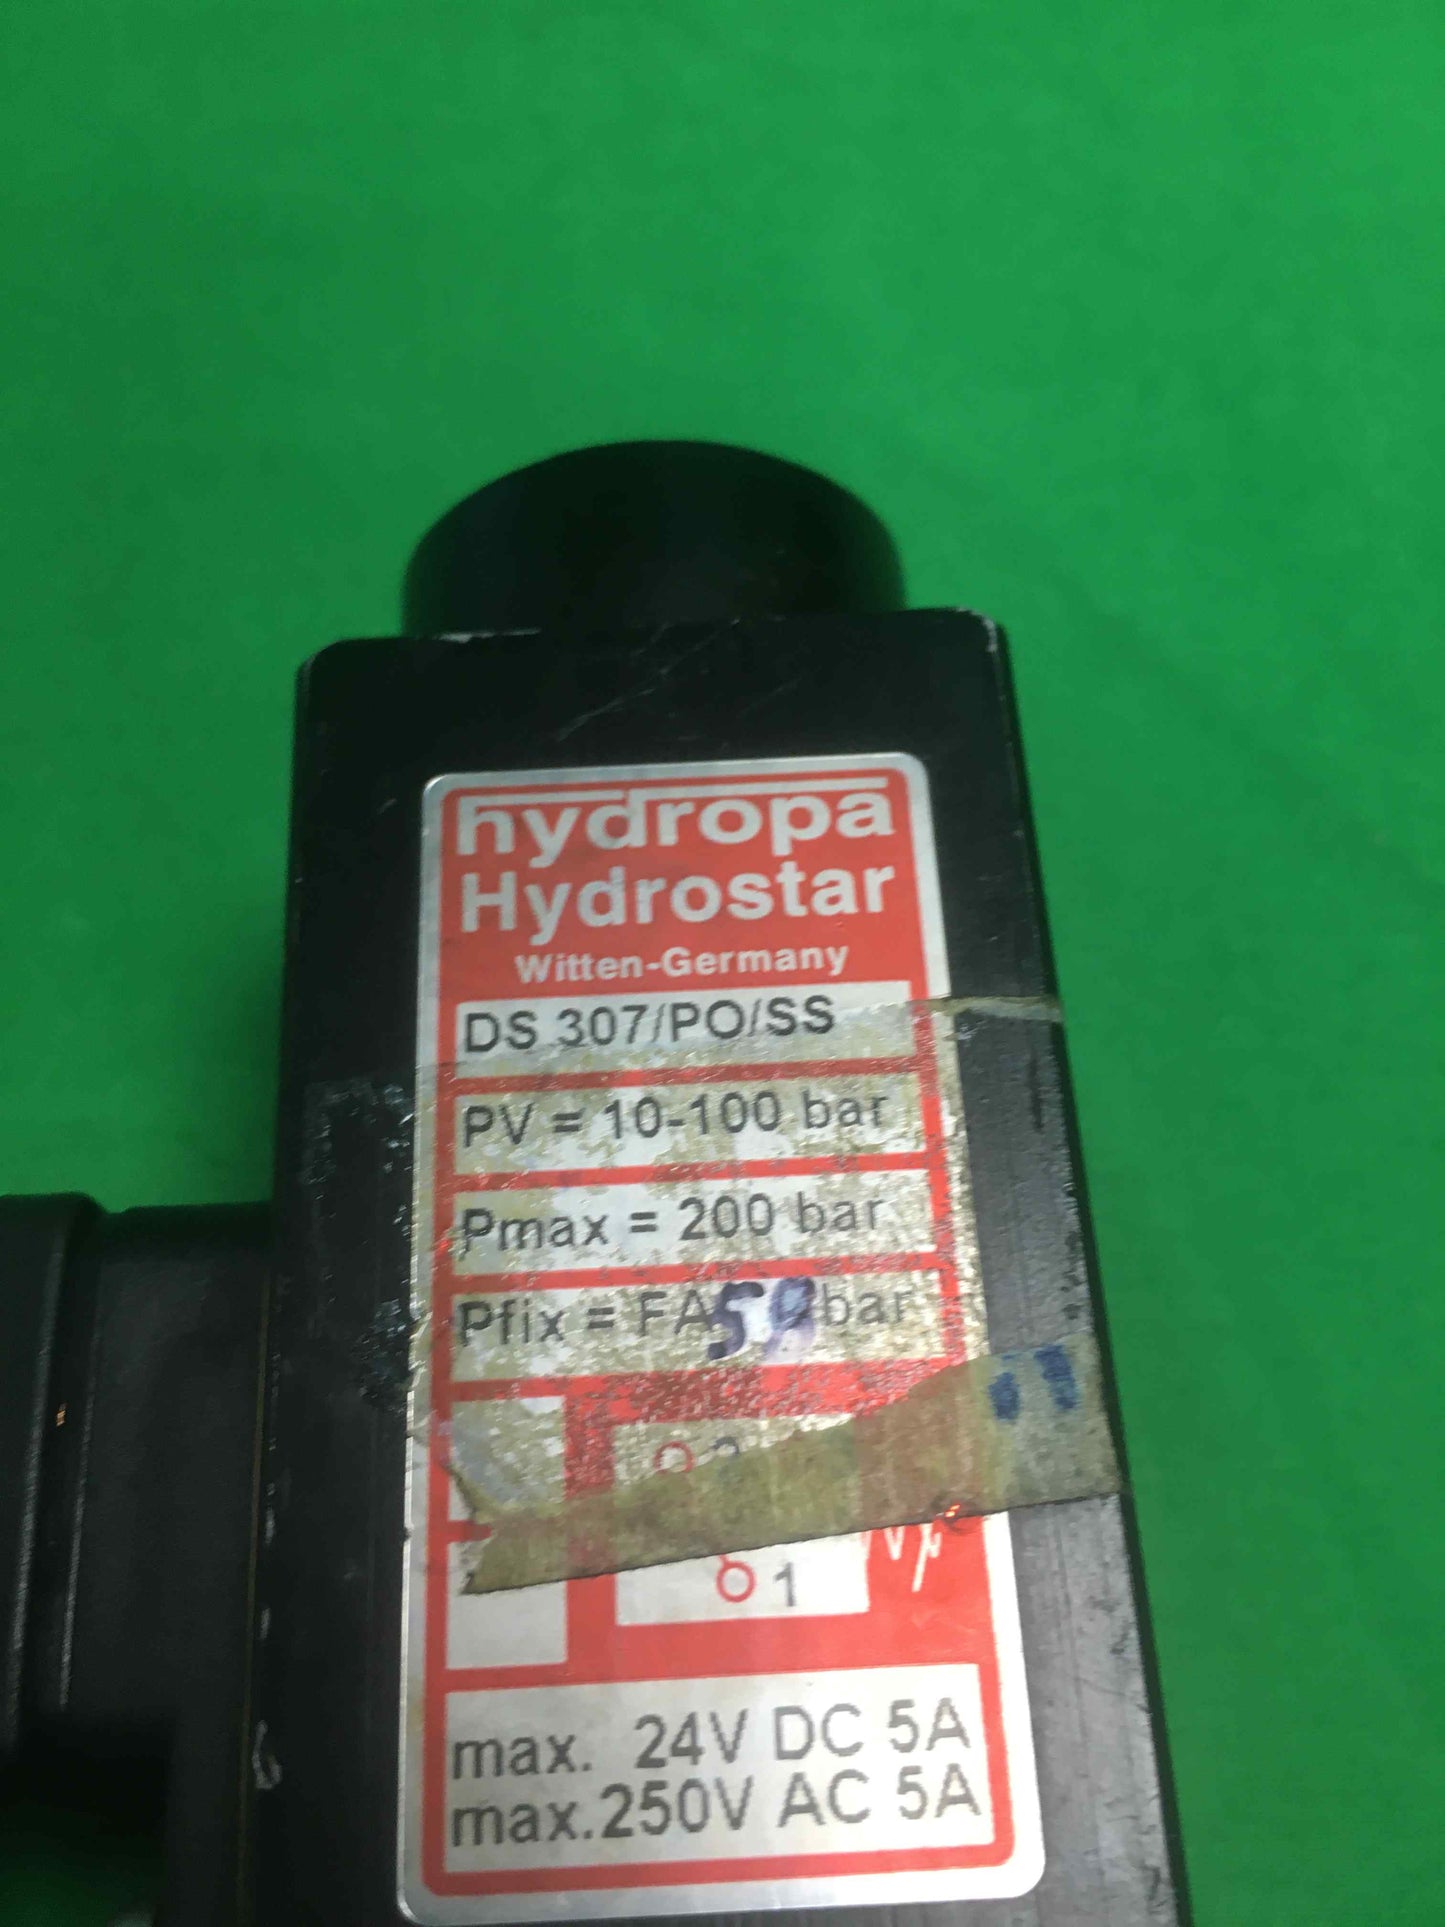 hydropa
Hydrostar
Witten-Germany
DS 307/PO/SS
PV = 10-100 bar
Pmax = 200 bar
Pfix = FA bar
1
max. 24V DC 5A
max.250V AC 5A